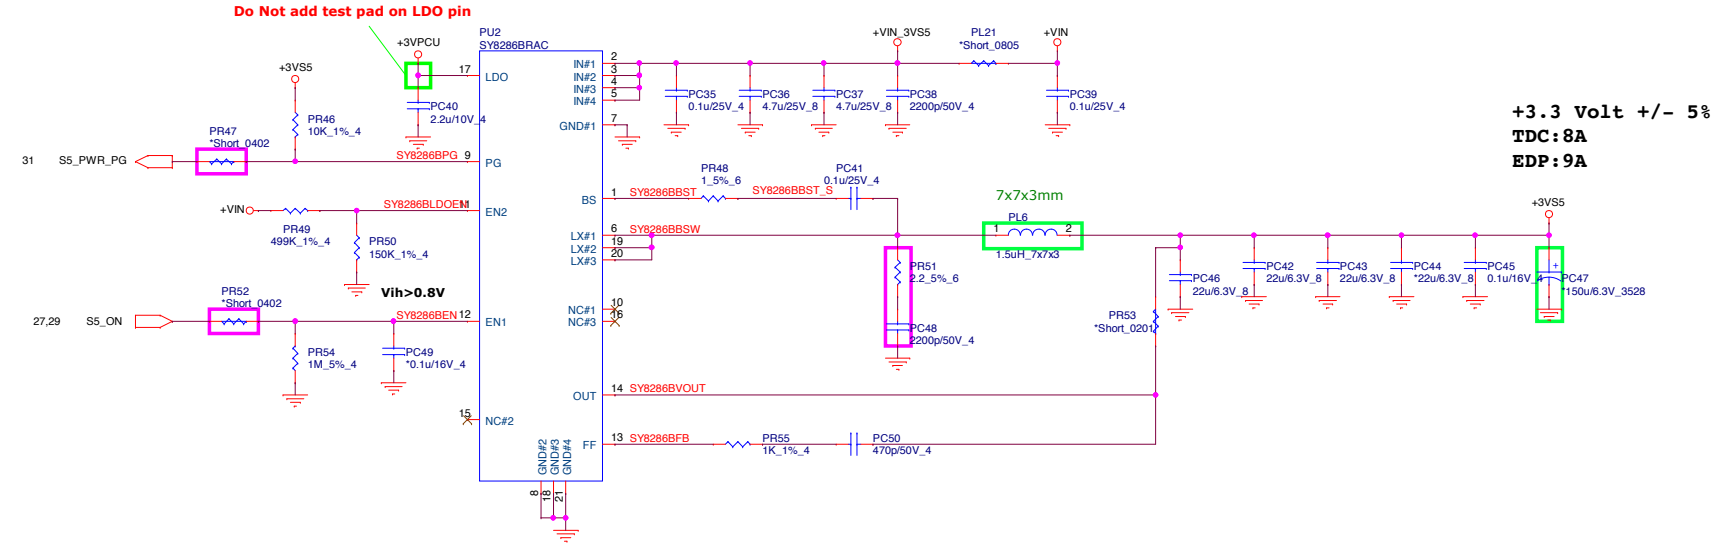 Do Not add test pad on LDO pin
PU2
SY8286BRAC
+3VPCU
+3VS5
17
LDO
PC40
2.2u/10V_4
PR46
10K_1%_4
PR47
*Short_0402
31
S5_PWR_PG
SY8286BPG
9
PG
+VIN
PR49
499K_1%_4
SY8286BLDOEN
11
EN2
PR50
150K_1%_4
PR52
*Short_0402
Vih>0.8V
27,29
S5_ON
SY8286BEN
12
EN1
PR54
1M_5%_4
PC49
*0.1u/16V_4
15
NC#2
GND#2
GND#3
GND#4
8
18
21
IN#1
IN#2
IN#3
IN#4
2
3
4
5
GND#1
7
+VIN_3VS5
PL21
*Short_0805
+VIN
PC35
0.1u/25V_4
PC36
4.7u/25V_8
PC37
4.7u/25V_8
PC38
2200p/50V_4
PC39
0.1u/25V_4
BS
1
SY8286BBST
PR48
1_5%_6
SY8286BBST_S
PC41
0.1u/25V_4
LX#1
LX#2
LX#3
6
19
20
SY8286BBSW
7x7x3mm
PL6
1
2
1.5uH_7x7x3
PR51
2.2_5%_6
PC48
2200p/50V_4
NC#1
NC#3
10
16
OUT
14
SY8286BVOUT
FF
13
SY8286BFB
PR55
1K_1%_4
PC50
470p/50V_4
PR53
*Short_0201
PC46
22u/6.3V_8
PC42
22u/6.3V_8
PC43
22u/6.3V_8
PC44
*22u/6.3V_8
PC45
0.1u/16V_4
+3VS5
+
PC47
*150u/6.3V_3528
+3.3 Volt +/- 5%
TDC:8A
EDP:9A